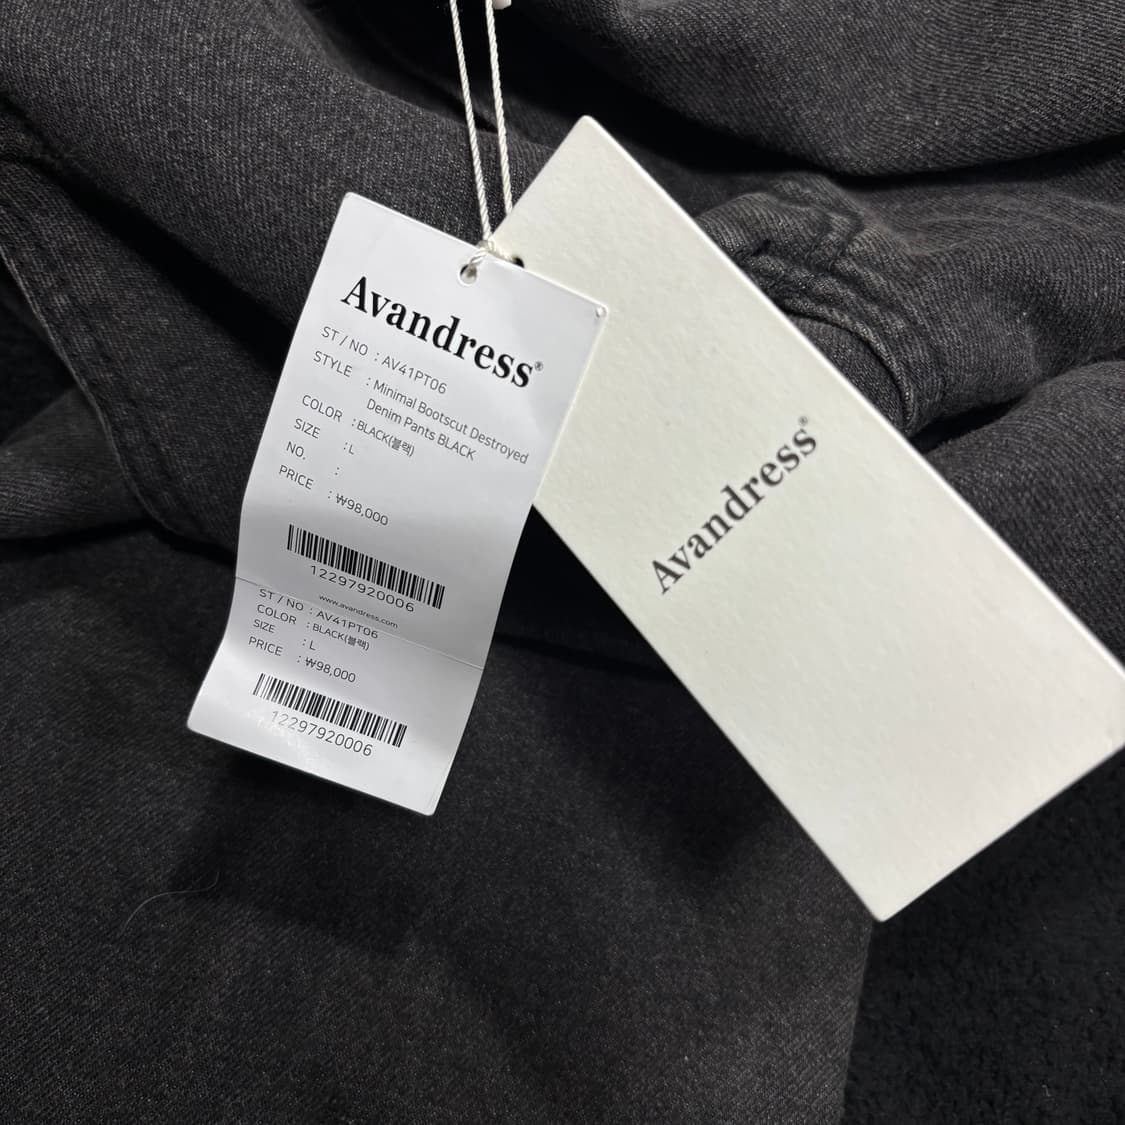 Avandress®
ST / NO : AV41PT06
STYLE : Minimal Bootscut Destroyed
Denim Pants BLACK
COLOR : BLACK(블랙)
SIZE : L
NO. :
PRICE : ₩98,000
12297920006
www.avandress.com
ST / NO : AV41PT06
COLOR : BLACK(블랙)
SIZE : L
PRICE : ₩98,000
12297920006
Avandress®